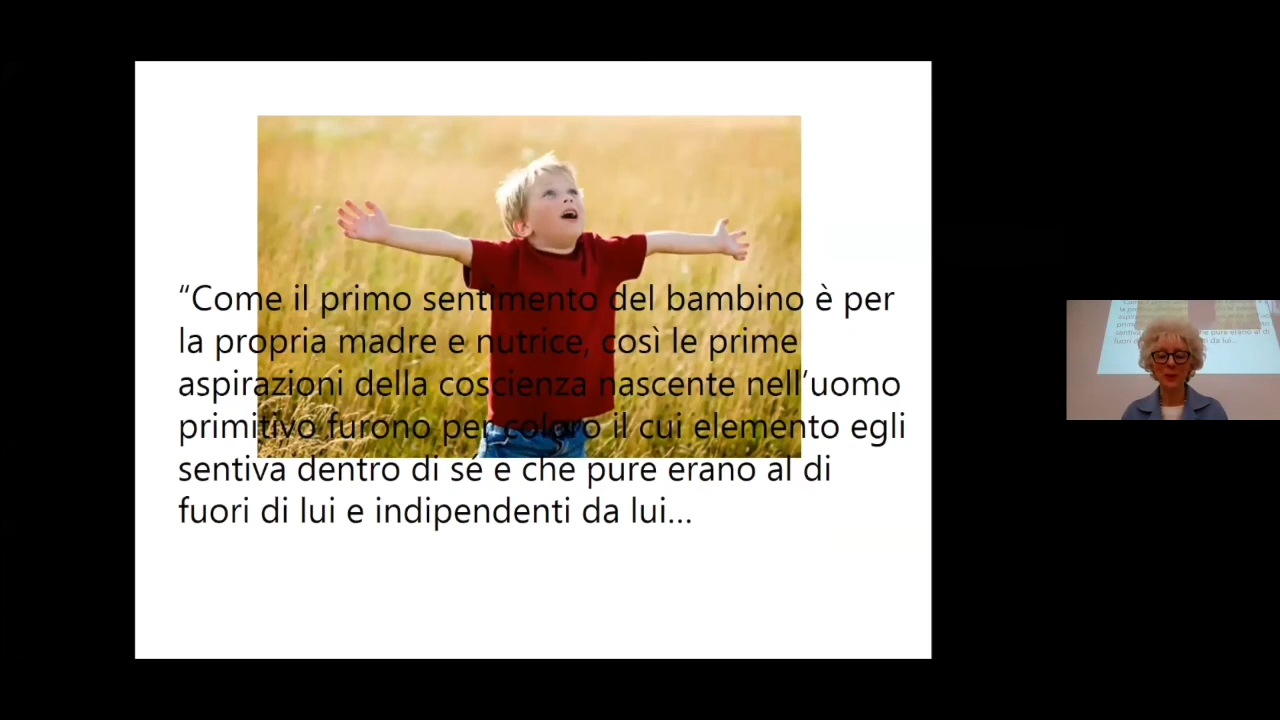 “Come il primo sentimento del bambino è per
la propria madre e nutrice, così le prime
aspirazioni della coscienza nascente nell’uomo
primitivo furono per coloro il cui elemento egli
sentiva dentro di sé e che pure erano al di
fuori di lui e indipendenti da lui...